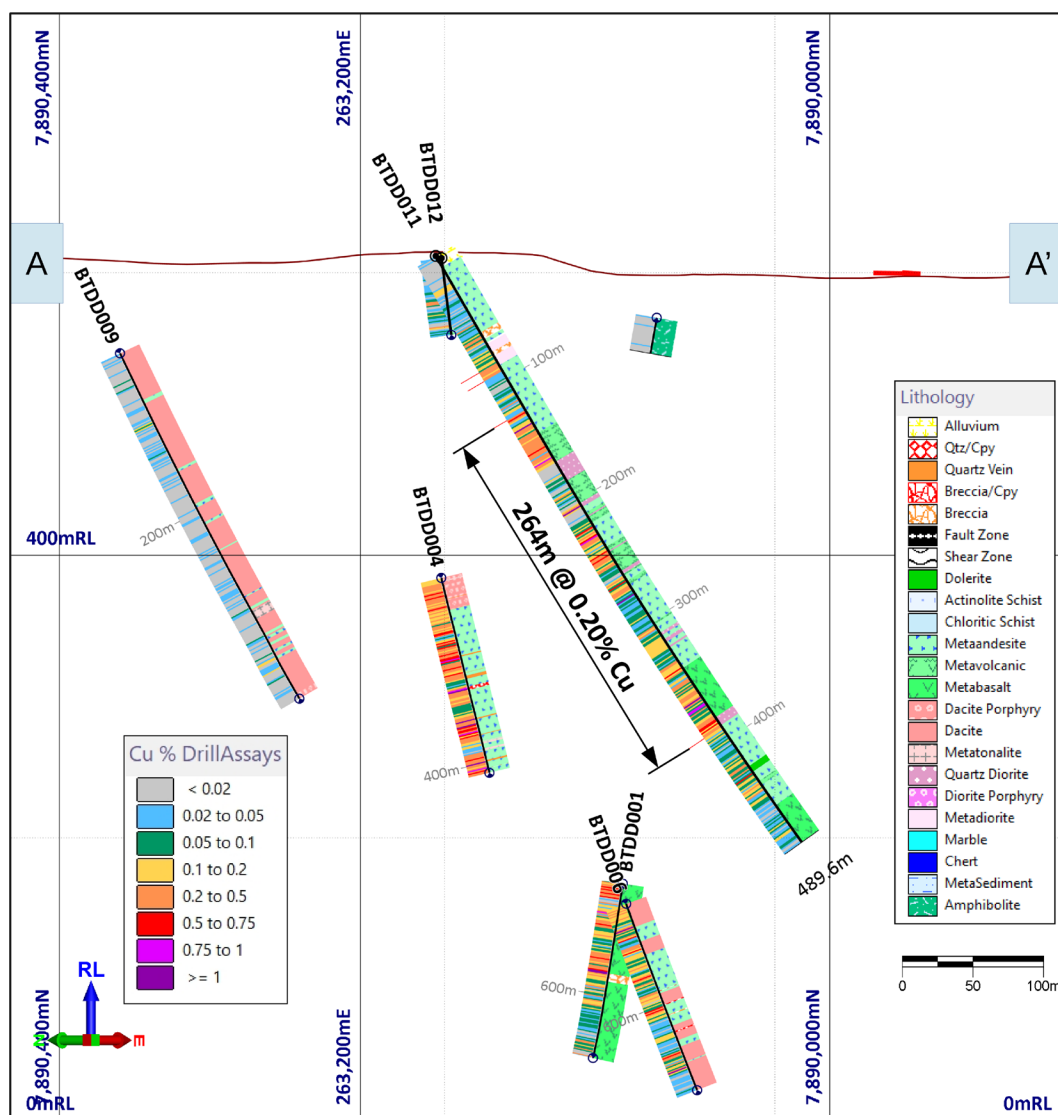 7,890,400mN
263,200mE
7,890,000mN
BTDD011
BTDD012
A
A'
BTDD009
100m
200m
200m
300m
400m
400mRL
BTDD004
400m
264m @ 0.20% Cu
489.6m
BTDD006
BTDD001
600m
Lithology
Alluvium
Qtz/Cpy
Quartz Vein
Breccia/Cpy
Breccia
Fault Zone
Shear Zone
Dolerite
Actinolite Schist
Chloritic Schist
Metaandesite
Metavolcanic
Metabasalt
Dacite Porphyry
Dacite
Metatonalite
Quartz Diorite
Diorite Porphyry
Metadiorite
Marble
Chert
MetaSediment
Amphibolite
Cu % DrillAssays
< 0.02
0.02 to 0.05
0.05 to 0.1
0.1 to 0.2
0.2 to 0.5
0.5 to 0.75
0.75 to 1
>= 1
RL
E
0
50
100m
7,890,400mN
263,200mE
7,890,000mN
0mRL
0mRL